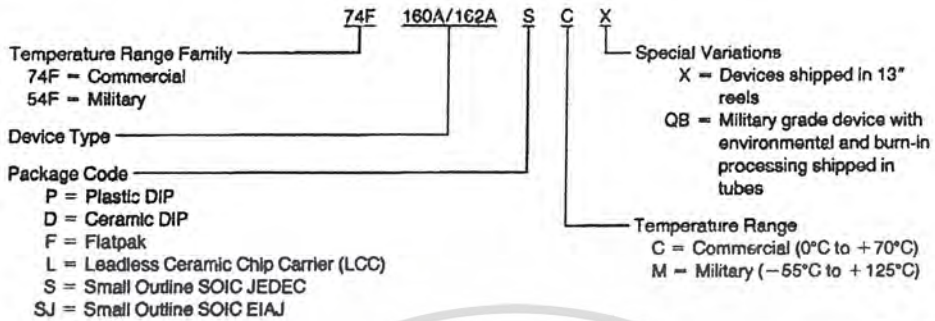 74F 160A/162A S C X
Temperature Range Family
74F = Commercial
54F = Military
Device Type
Package Code
P = Plastic DIP
D = Ceramic DIP
F = Flatpak
L = Leadless Ceramic Chip Carrier (LCC)
S = Small Outline SOIC JEDEC
SJ = Small Outline SOIC EIAJ
Special Variations
X = Devices shipped in 13" reels
QB = Military grade device with
environmental and burn-in
processing shipped in
tubes
Temperature Range
C = Commercial (0°C to +70°C)
M = Military (−55°C to +125°C)